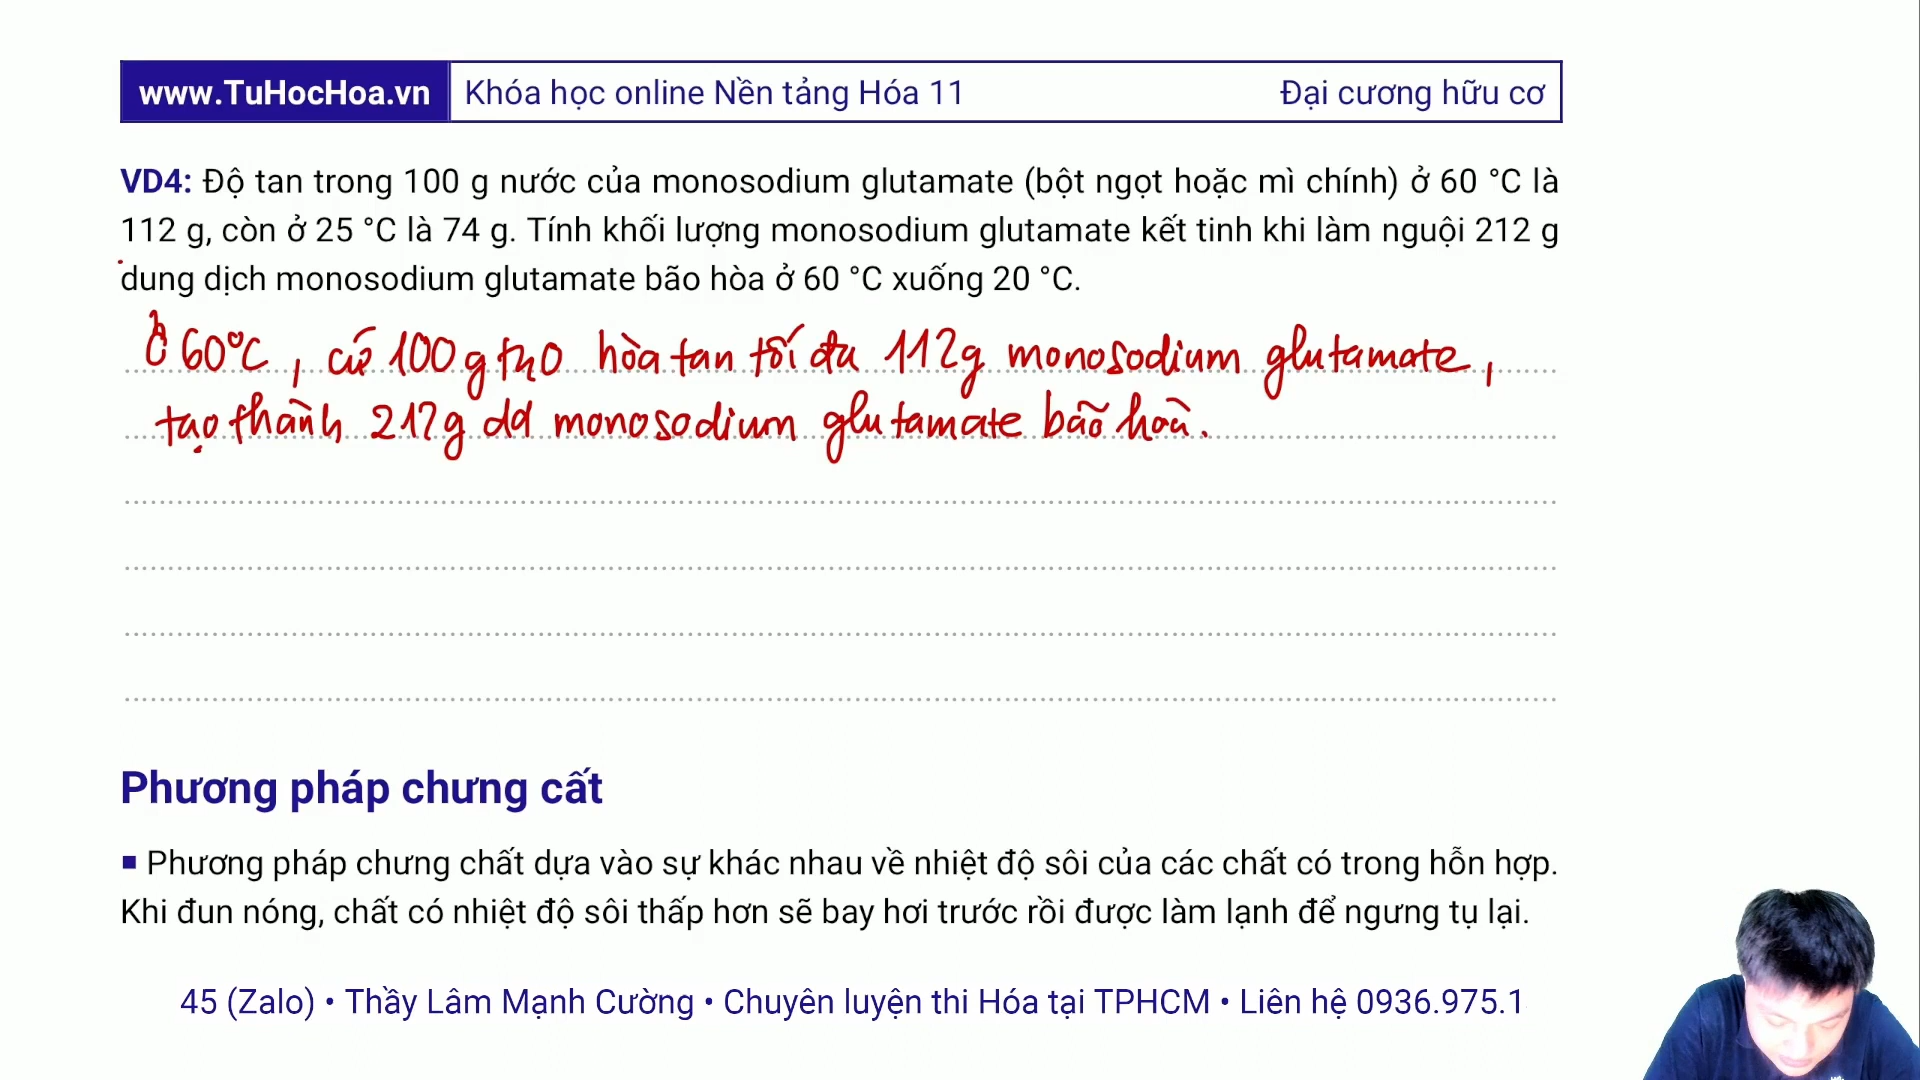 www.TuHocHoa.vn Khóa học online Nền tảng Hóa 11 Đại cương hữu cơ
VD4: Độ tan trong 100 g nước của monosodium glutamate (bột ngọt hoặc mì chính) ở 60 °C là
112 g, còn ở 25 °C là 74 g. Tính khối lượng monosodium glutamate kết tinh khi làm nguội 212 g
dung dịch monosodium glutamate bão hòa ở 60 °C xuống 20 °C.
Ở 60°C, cứ 100g H2O hòa tan tối đa 112g monosodium glutamate,
tạo thành 212g dd monosodium glutamate bão hoà.
Phương pháp chưng cất
▪ Phương pháp chưng chất dựa vào sự khác nhau về nhiệt độ sôi của các chất có trong hỗn hợp.
Khi đun nóng, chất có nhiệt độ sôi thấp hơn sẽ bay hơi trước rồi được làm lạnh để ngưng tụ lại.
45 (Zalo) • Thầy Lâm Mạnh Cường • Chuyên luyện thi Hóa tại TPHCM • Liên hệ 0936.975.1